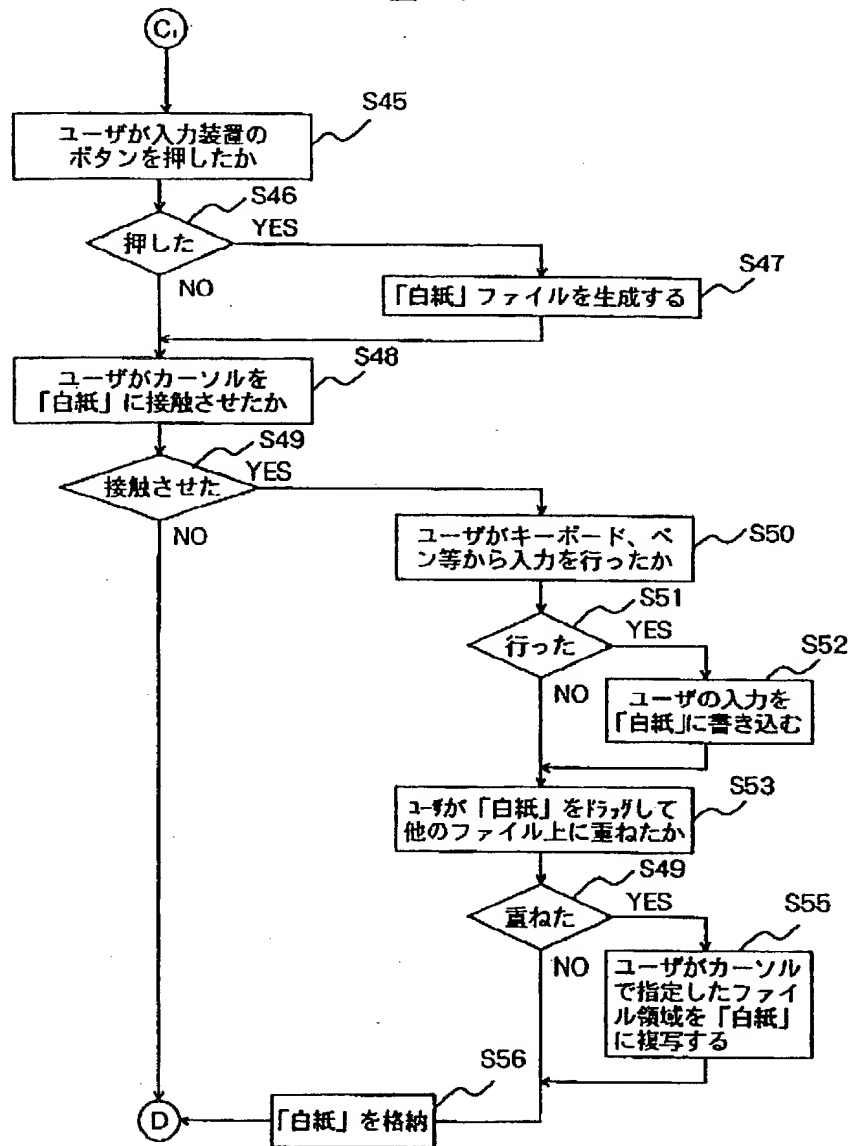 C₁
S45
ユーザが入力装置の
ボタンを押したか
S46
押した
YES
NO
S47
「白紙」ファイルを生成する
S48
ユーザがカーソルを
「白紙」に接触させたか
S49
接触させた
YES
NO
S50
ユーザがキーボード、ペ
ン等から入力を行ったか
S51
行った
YES
NO
S52
ユーザの入力を
「白紙」に書き込む
S53
ユーザが「白紙」をドラッグして
他のファイル上に重ねたか
S49
重ねた
YES
NO
S55
ユーザがカーソル
で指定したファイ
ル領域を「白紙」
に複写する
S56
「白紙」を格納
D